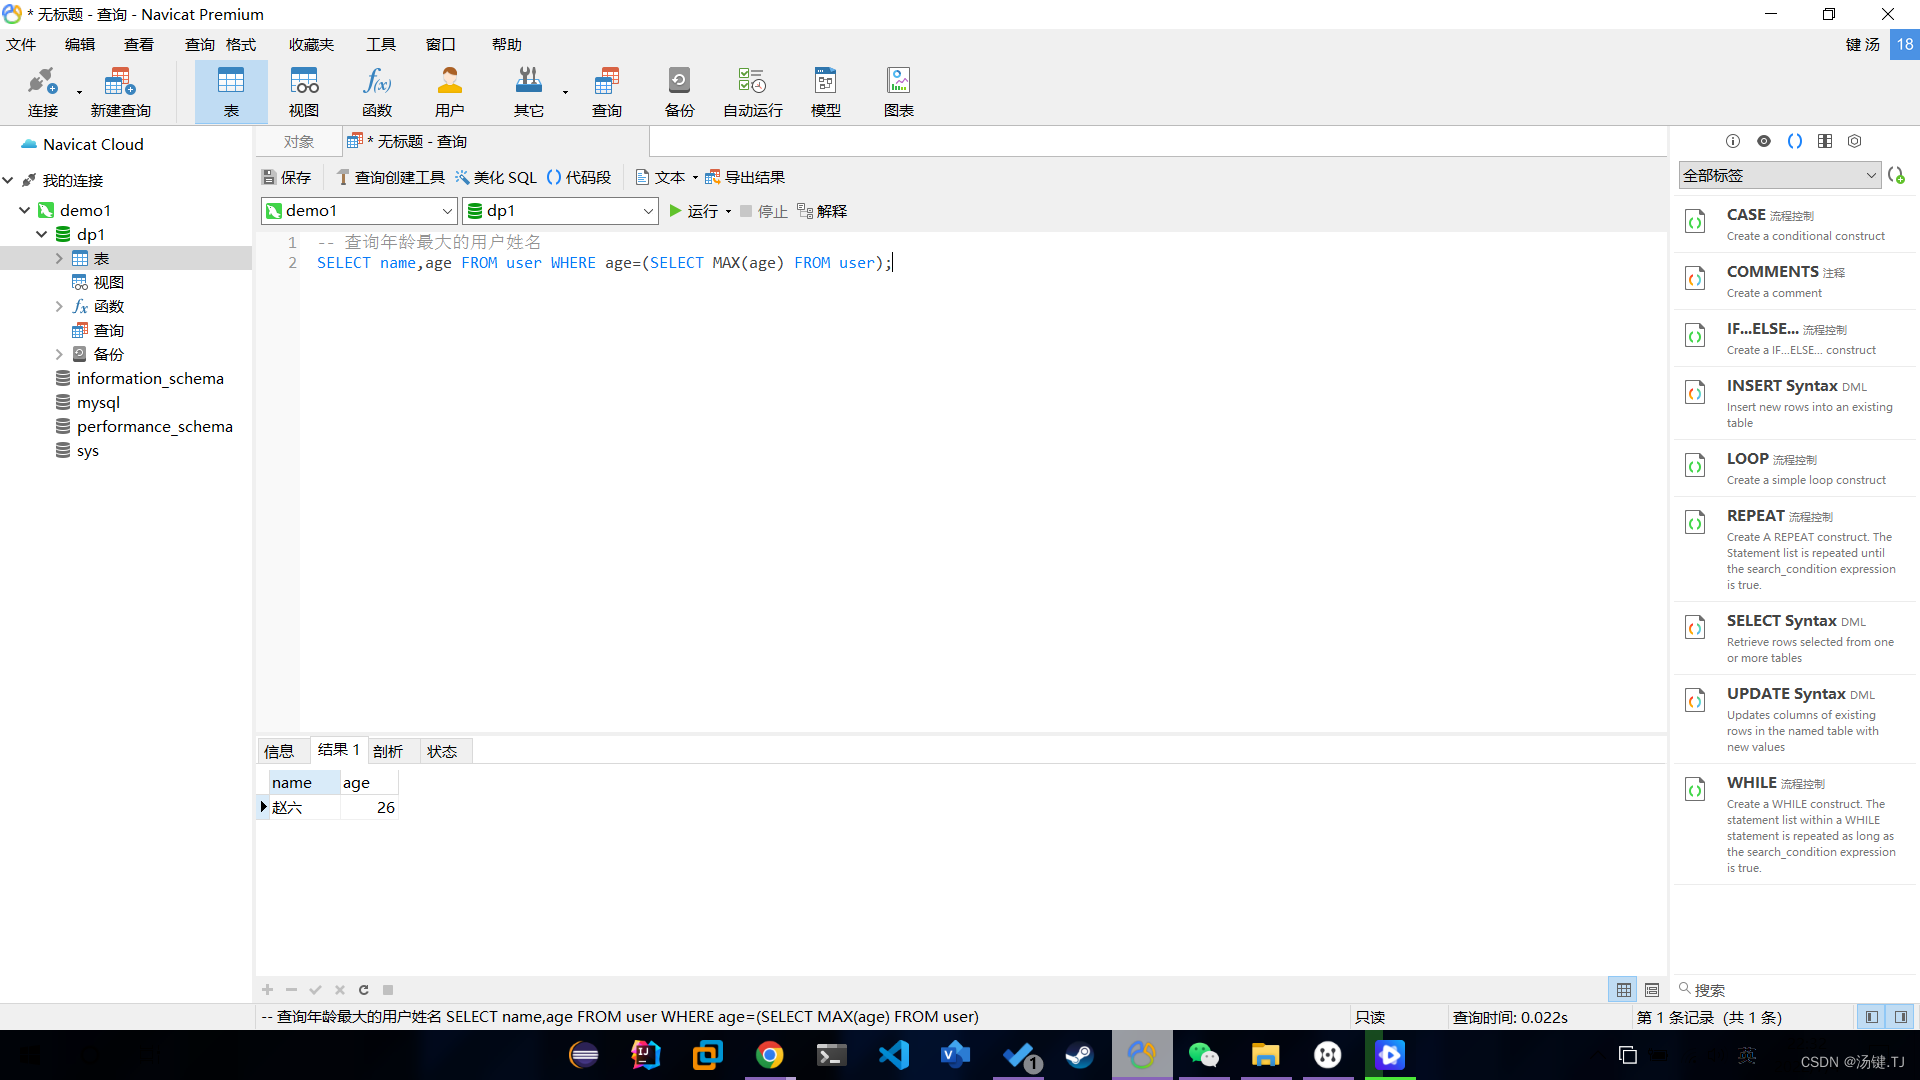 * 无标题 - 查询 - Navicat Premium
文件 编辑 查看 查询 格式 收藏夹 工具 窗口 帮助 键 汤 18
连接 新建查询 表 视图 函数 用户 其它 查询 备份 自动运行 模型 图表
Navicat Cloud
我的连接
demo1
dp1
表
视图
函数
查询
备份
information_schema
mysql
performance_schema
sys
对象 * 无标题 - 查询
保存 查询创建工具 美化 SQL 代码段 文本 导出结果
demo1 dp1 运行 停止 解释
1 -- 查询年龄最大的用户姓名
2 SELECT name,age FROM user WHERE age=(SELECT MAX(age) FROM user);
信息 结果 1 剖析 状态
name age
赵六 26
全部标签
CASE 流程控制
Create a conditional construct
COMMENTS 注释
Create a comment
IF...ELSE... 流程控制
Create a IF...ELSE... construct
INSERT Syntax DML
Insert new rows into an existing
table
LOOP 流程控制
Create a simple loop construct
REPEAT 流程控制
Create A REPEAT construct. The
Statement list is repeated until
the search_condition expression
is true.
SELECT Syntax DML
Retrieve rows selected from one
or more tables
UPDATE Syntax DML
Updates columns of existing
rows in the named table with
new values
WHILE 流程控制
Create a WHILE construct. The
statement list within a WHILE
statement is repeated as long as
the search_condition expression
is true.
搜索
-- 查询年龄最大的用户姓名 SELECT name,age FROM user WHERE age=(SELECT MAX(age) FROM user) 只读 查询时间: 0.022s 第 1 条记录 (共 1 条)
1
英
CSDN @汤键.TJ